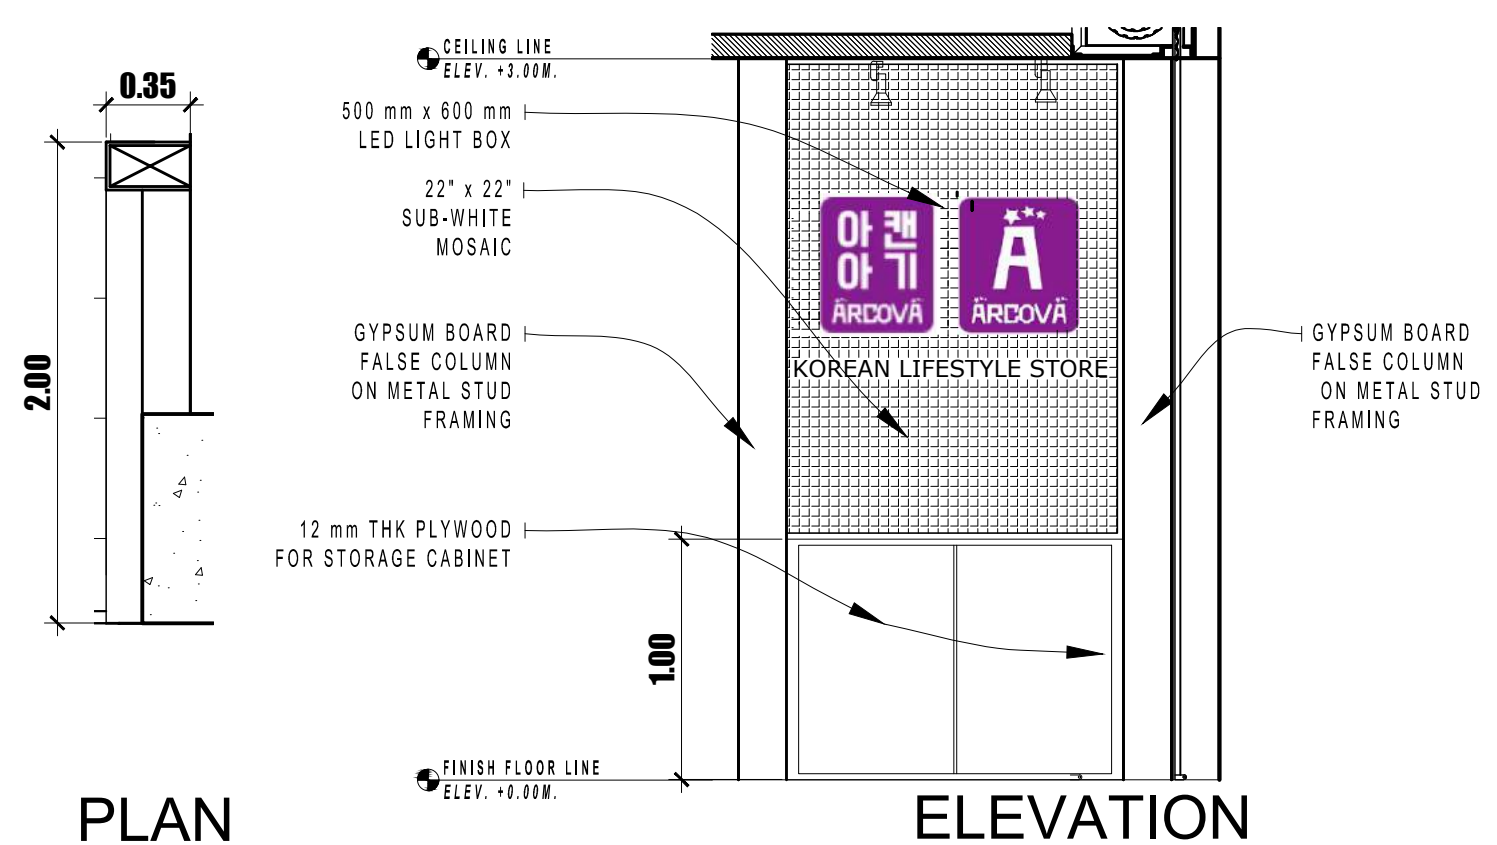 0.35
2.00
PLAN
CEILING LINE
ELEV. +3.00M.
500 mm x 600 mm
LED LIGHT BOX
22" x 22"
SUB-WHITE
MOSAIC
GYPSUM BOARD
FALSE COLUMN
ON METAL STUD
FRAMING
12 mm THK PLYWOOD
FOR STORAGE CABINET
1.00
FINISH FLOOR LINE
ELEV. +0.00M.
아캔
아기
ÄRCOVÄ
A
ÄRCOVÄ
KOREAN LIFESTYLE STORE
GYPSUM BOARD
FALSE COLUMN
ON METAL STUD
FRAMING
ELEVATION